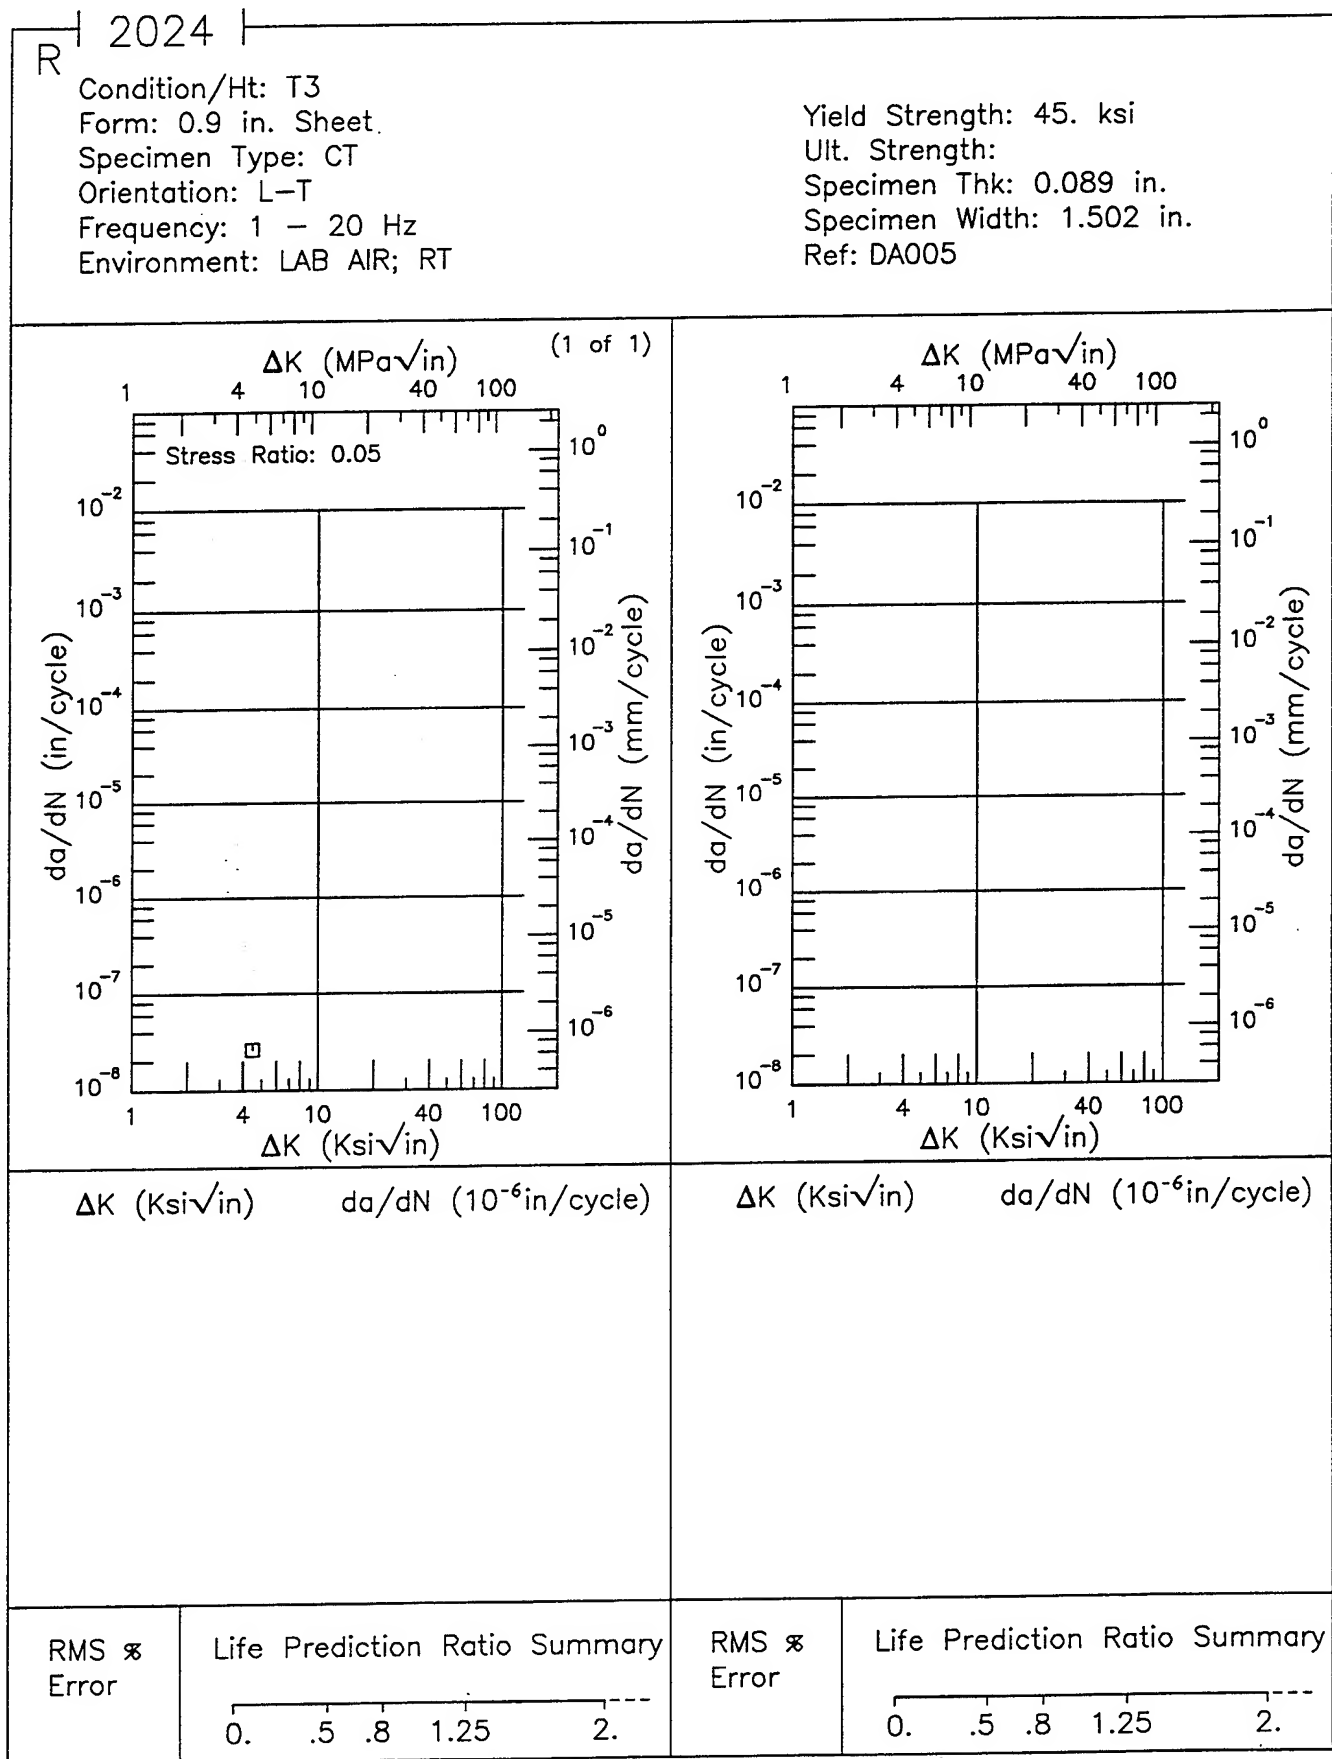 R 2024
Condition/Ht: T3
Form: 0.9 in. Sheet
Specimen Type: CT
Orientation: L-T
Frequency: 1 - 20 Hz
Environment: LAB AIR; RT
Yield Strength: 45. ksi
Ult. Strength:
Specimen Thk: 0.089 in.
Specimen Width: 1.502 in.
Ref: DA005
(1 of 1)
ΔK (MPa√in)
1 4 10 40 100
Stress Ratio: 0.05
da/dN (in/cycle)
10⁻²
10⁻³
10⁻⁴
10⁻⁵
10⁻⁶
10⁻⁷
10⁻⁸
10⁰
10⁻¹
10⁻²
10⁻³
10⁻⁴
10⁻⁵
10⁻⁶
da/dN (mm/cycle)
1 4 10 40 100
ΔK (Ksi√in)
ΔK (MPa√in)
1 4 10 40 100
da/dN (in/cycle)
10⁻²
10⁻³
10⁻⁴
10⁻⁵
10⁻⁶
10⁻⁷
10⁻⁸
10⁰
10⁻¹
10⁻²
10⁻³
10⁻⁴
10⁻⁵
10⁻⁶
da/dN (mm/cycle)
1 4 10 40 100
ΔK (Ksi√in)
ΔK (Ksi√in) da/dN (10⁻⁶in/cycle)
ΔK (Ksi√in) da/dN (10⁻⁶in/cycle)
RMS %
Error
Life Prediction Ratio Summary
0. .5 .8 1.25 2.
RMS %
Error
Life Prediction Ratio Summary
0. .5 .8 1.25 2.